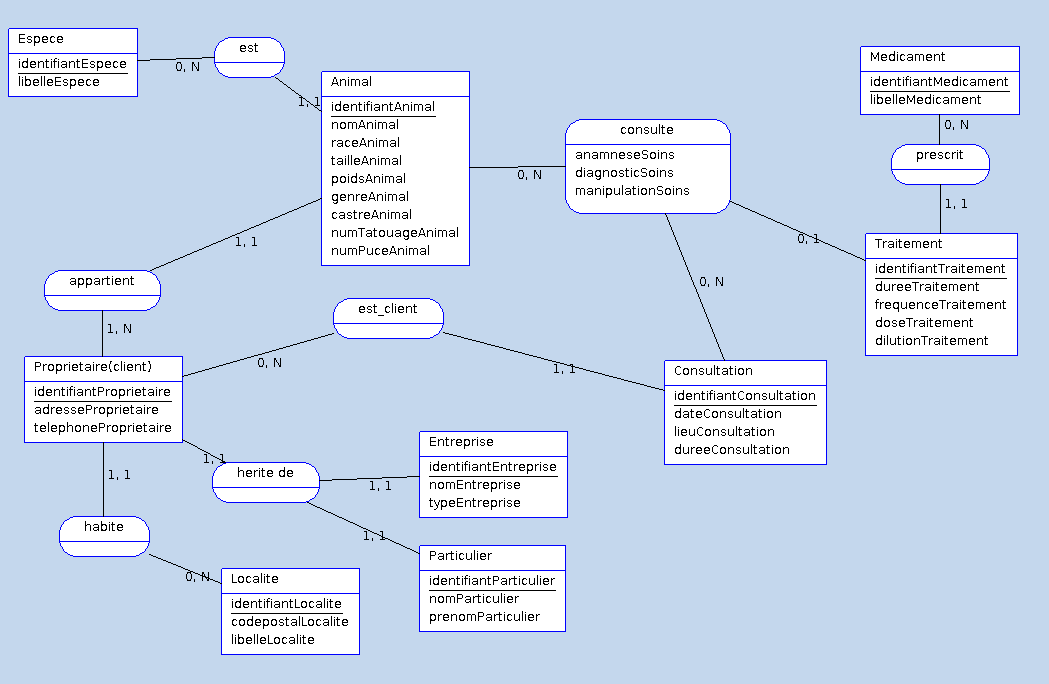 Espece
identifiantEspece
libelleEspece
0, N
est
1, 1
Animal
identifiantAnimal
nomAnimal
raceAnimal
tailleAnimal
poidsAnimal
genreAnimal
castreAnimal
numTatouageAnimal
numPuceAnimal
0, N
consulte
anamneseSoins
diagnosticSoins
manipulationSoins
Medicament
identifiantMedicament
libelleMedicament
0, N
prescrit
1, 1
0, 1
Traitement
identifiantTraitement
dureeTraitement
frequenceTraitement
doseTraitement
dilutionTraitement
1, 1
appartient
1, N
est_client
0, N
0, N
1, 1
Proprietaire(client)
identifiantProprietaire
adresseProprietaire
telephoneProprietaire
Consultation
identifiantConsultation
dateConsultation
lieuConsultation
dureeConsultation
1, 1
1, 1
herite de
1, 1
Entreprise
identifiantEntreprise
nomEntreprise
typeEntreprise
habite
1, 1
0, N
Particulier
identifiantParticulier
nomParticulier
prenomParticulier
Localite
identifiantLocalite
codepostalLocalite
libelleLocalite